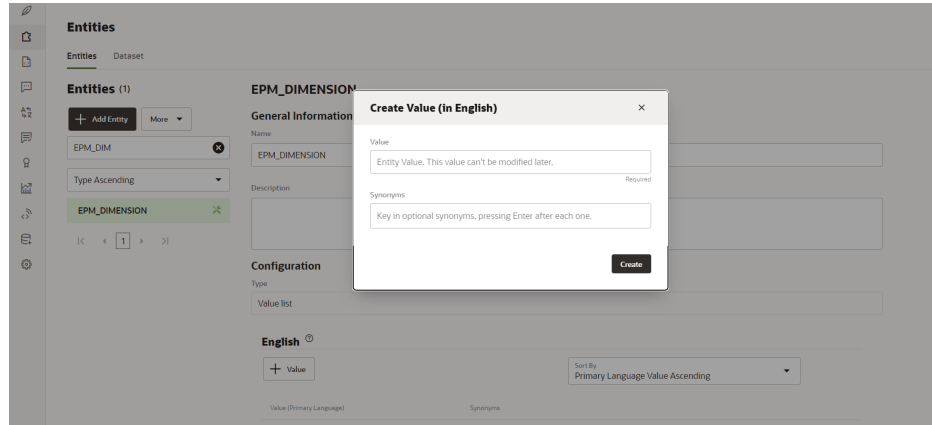 Entities
Entities Dataset
Entities (1)
+ Add Entity More
EPM_DIM
Type Ascending
EPM_DIMENSION
1
EPM_DIMENSION
General Information
Name
EPM_DIMENSION
Description
Configuration
Type
Value list
English
+ Value
Sort By
Primary Language Value Ascending
Value (Primary Language) Synonyms
Create Value (in English)
Value
Entity Value. This value can't be modified later.
Required
Synonyms
Key in optional synonyms, pressing Enter after each one.
Create